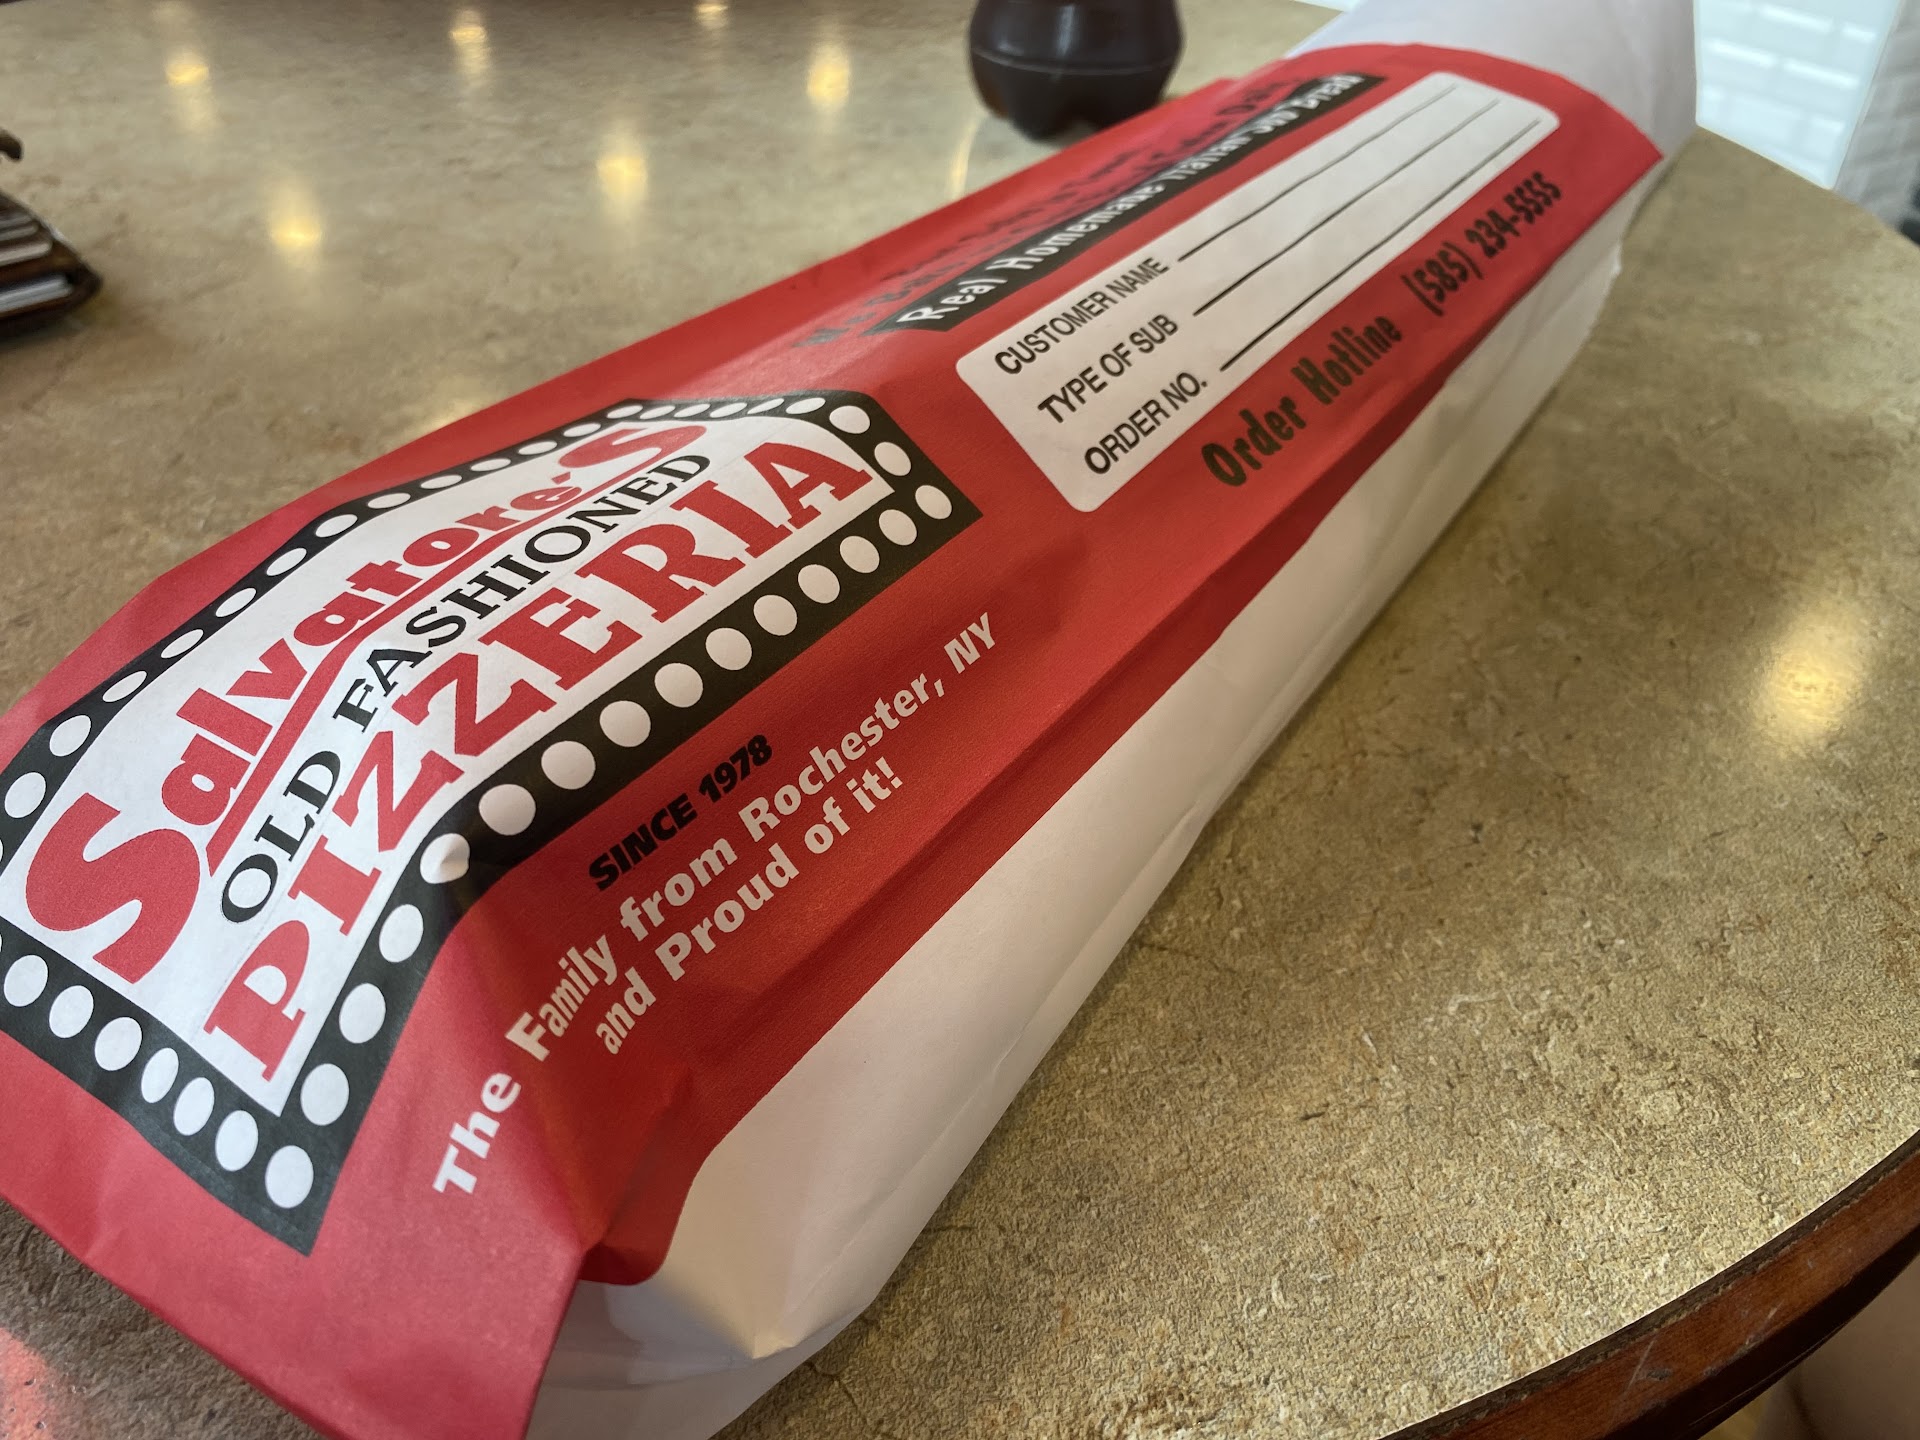 Salvatore's
OLD FASHIONED
PIZZERIA
SINCE 1978
The Family from Rochester, NY
and Proud of it!
Real Homemade Italian Sub Bread
CUSTOMER NAME
TYPE OF SUB
ORDER NO.
Order Hotline (585) 234-5555